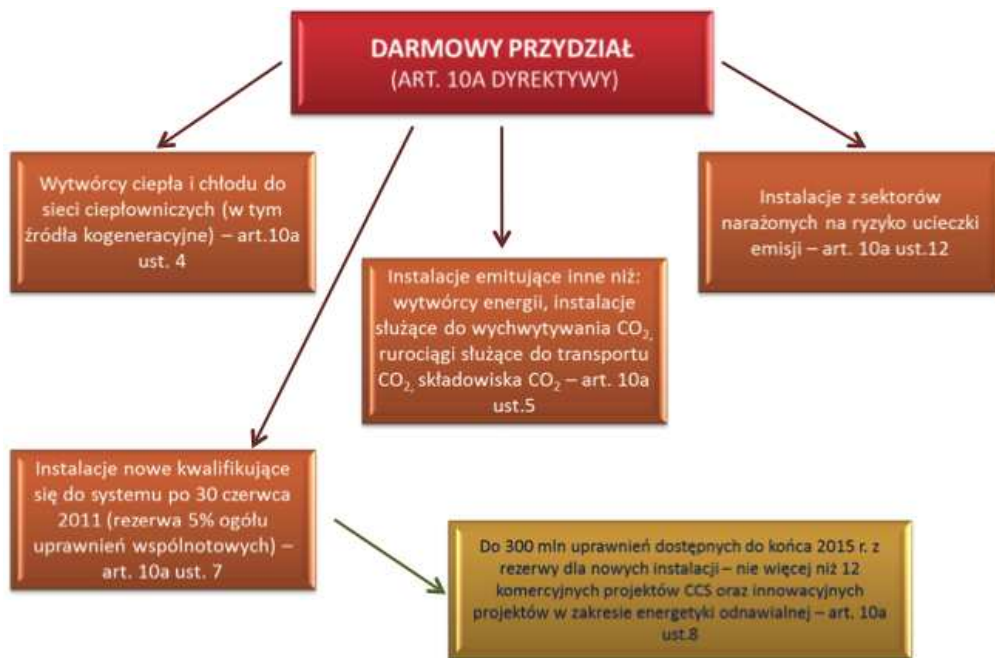 DARMOWY PRZYDZIAŁ
(ART. 10A DYREKTYWY)
Wytwórcy ciepła i chłodu do
sieci ciepłowniczych (w tym
źródła kogeneracyjne) – art.10a
ust. 4
Instalacje z sektorów
narażonych na ryzyko ucieczki
emisji – art. 10a ust.12
Instalacje emitujące inne niż:
wytwórcy energii, instalacje
służące do wychwytywania CO₂,
rurociągi służące do transportu
CO₂, składowiska CO₂ – art. 10a
ust.5
Instalacje nowe kwalifikujące
się do systemu po 30 czerwca
2011 (rezerwa 5% ogółu
uprawnień wspólnotowych) –
art. 10a ust. 7
Do 300 mln uprawnień dostępnych do końca 2015 r. z
rezerwy dla nowych instalacji – nie więcej niż 12
komercyjnych projektów CCS oraz innowacyjnych
projektów w zakresie energetyki odnawialnej – art. 10a
ust.8